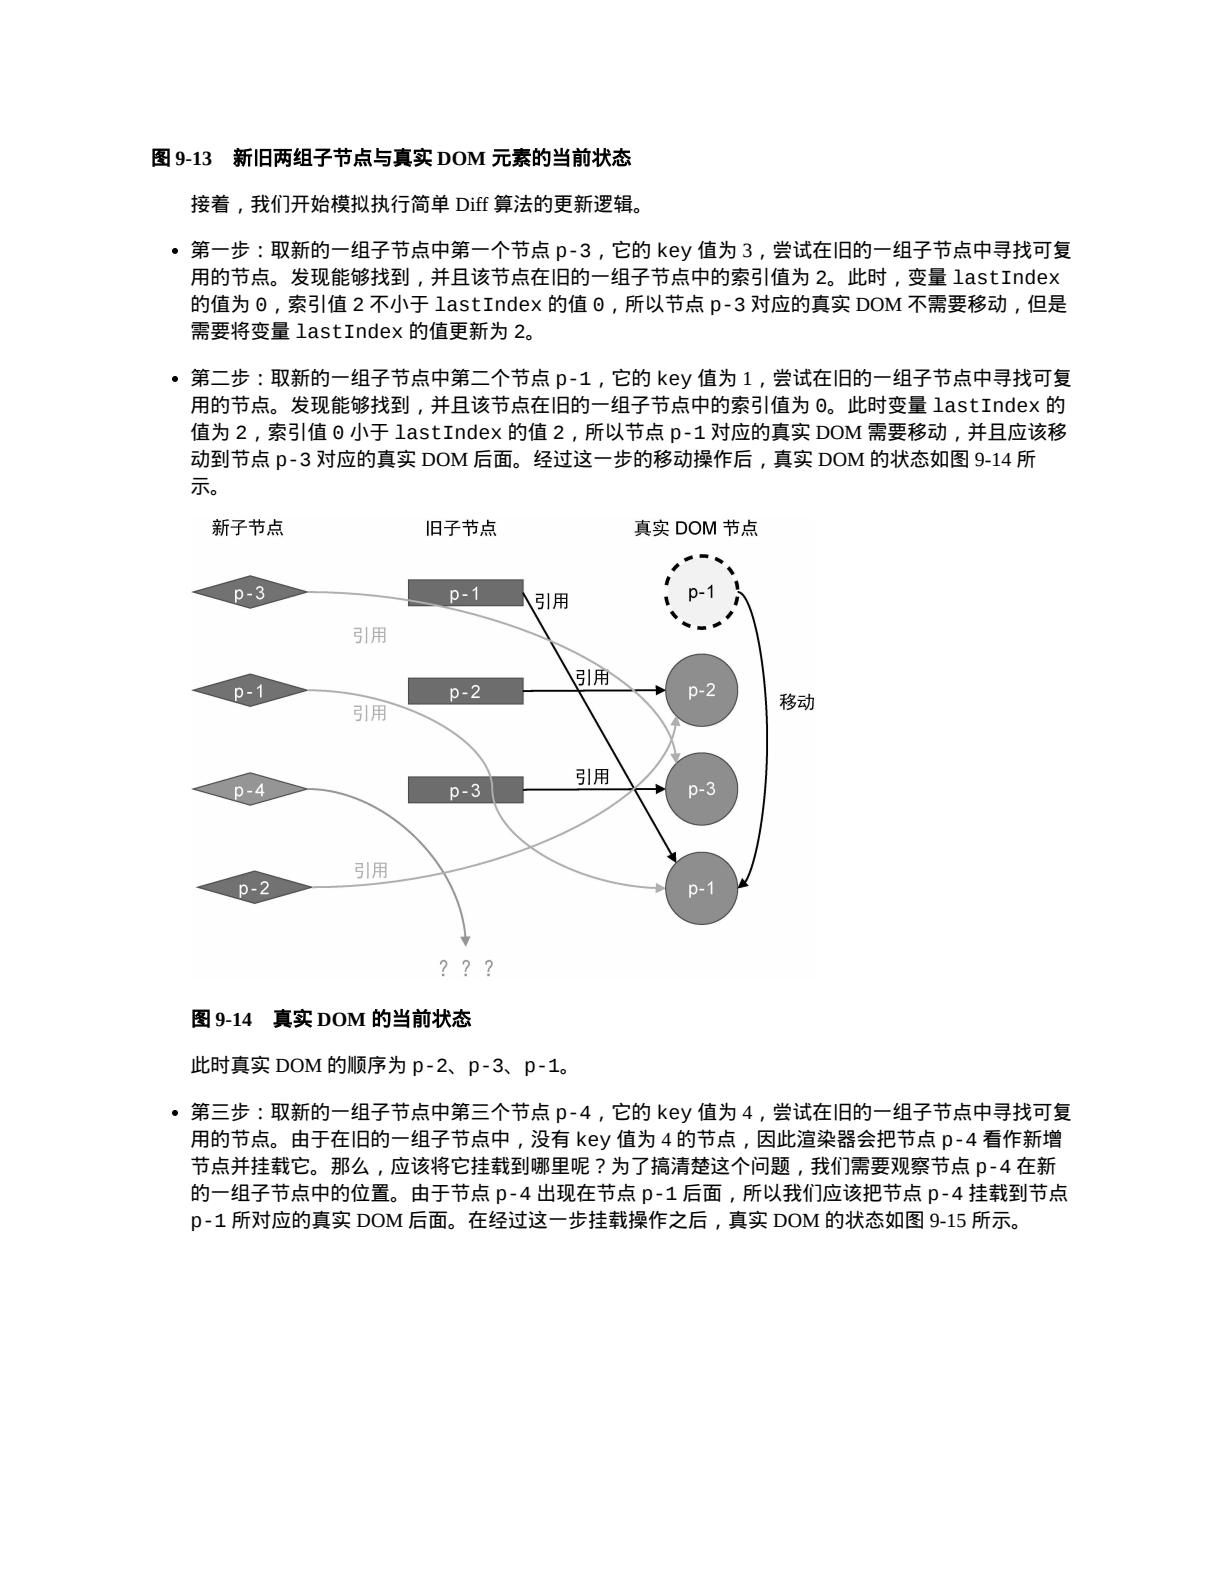 图 9-13　新旧两组子节点与真实 DOM 元素的当前状态
接着，我们开始模拟执行简单 Diff 算法的更新逻辑。
• 第一步：取新的一组子节点中第一个节点 p-3，它的 key 值为 3，尝试在旧的一组子节点中寻找可复
用的节点。发现能够找到，并且该节点在旧的一组子节点中的索引值为 2。此时，变量 lastIndex
的值为 0，索引值 2 不小于 lastIndex 的值 0，所以节点 p-3 对应的真实 DOM 不需要移动，但是
需要将变量 lastIndex 的值更新为 2。
• 第二步：取新的一组子节点中第二个节点 p-1，它的 key 值为 1，尝试在旧的一组子节点中寻找可复
用的节点。发现能够找到，并且该节点在旧的一组子节点中的索引值为 0。此时变量 lastIndex 的
值为 2，索引值 0 小于 lastIndex 的值 2，所以节点 p-1 对应的真实 DOM 需要移动，并且应该移
动到节点 p-3 对应的真实 DOM 后面。经过这一步的移动操作后，真实 DOM 的状态如图 9-14 所
示。
新子节点 旧子节点 真实 DOM 节点
p-3 p-1 引用 p-1
引用
p-1 p-2 引用 p-2
引用 移动
p-4 p-3 引用 p-3
引用
p-2 p-1
？？？
图 9-14　真实 DOM 的当前状态
此时真实 DOM 的顺序为 p-2、p-3、p-1。
• 第三步：取新的一组子节点中第三个节点 p-4，它的 key 值为 4，尝试在旧的一组子节点中寻找可复
用的节点。由于在旧的一组子节点中，没有 key 值为 4 的节点，因此渲染器会把节点 p-4 看作新增
节点并挂载它。那么，应该将它挂载到哪里呢？为了搞清楚这个问题，我们需要观察节点 p-4 在新
的一组子节点中的位置。由于节点 p-4 出现在节点 p-1 后面，所以我们应该把节点 p-4 挂载到节点
p-1 所对应的真实 DOM 后面。在经过这一步挂载操作之后，真实 DOM 的状态如图 9-15 所示。